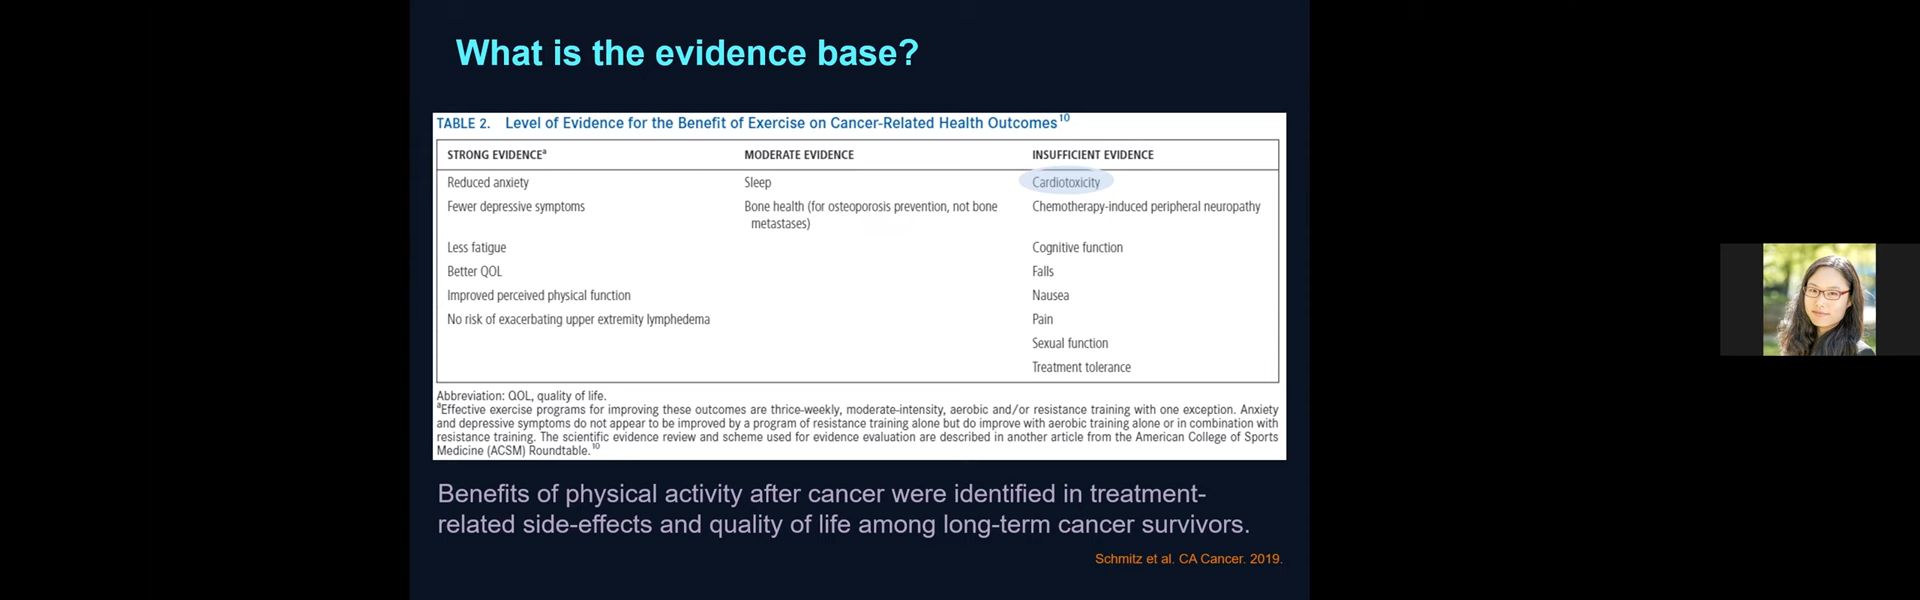 What is the evidence base?
TABLE 2. Level of Evidence for the Benefit of Exercise on Cancer-Related Health Outcomes10
STRONG EVIDENCEa MODERATE EVIDENCE INSUFFICIENT EVIDENCE
Reduced anxiety Sleep Cardiotoxicity
Fewer depressive symptoms Bone health (for osteoporosis prevention, not bone Chemotherapy-induced peripheral neuropathy
metastases)
Less fatigue Cognitive function
Better QOL Falls
Improved perceived physical function Nausea
No risk of exacerbating upper extremity lymphedema Pain
Sexual function
Treatment tolerance
Abbreviation: QOL, quality of life.
aEffective exercise programs for improving these outcomes are thrice-weekly, moderate-intensity, aerobic and/or resistance training with one exception. Anxiety
and depressive symptoms do not appear to be improved by a program of resistance training alone but do improve with aerobic training alone or in combination with
resistance training. The scientific evidence review and scheme used for evidence evaluation are described in another article from the American College of Sports
Medicine (ACSM) Roundtable.10
Benefits of physical activity after cancer were identified in treatment-
related side-effects and quality of life among long-term cancer survivors.
Schmitz et al. CA Cancer. 2019.